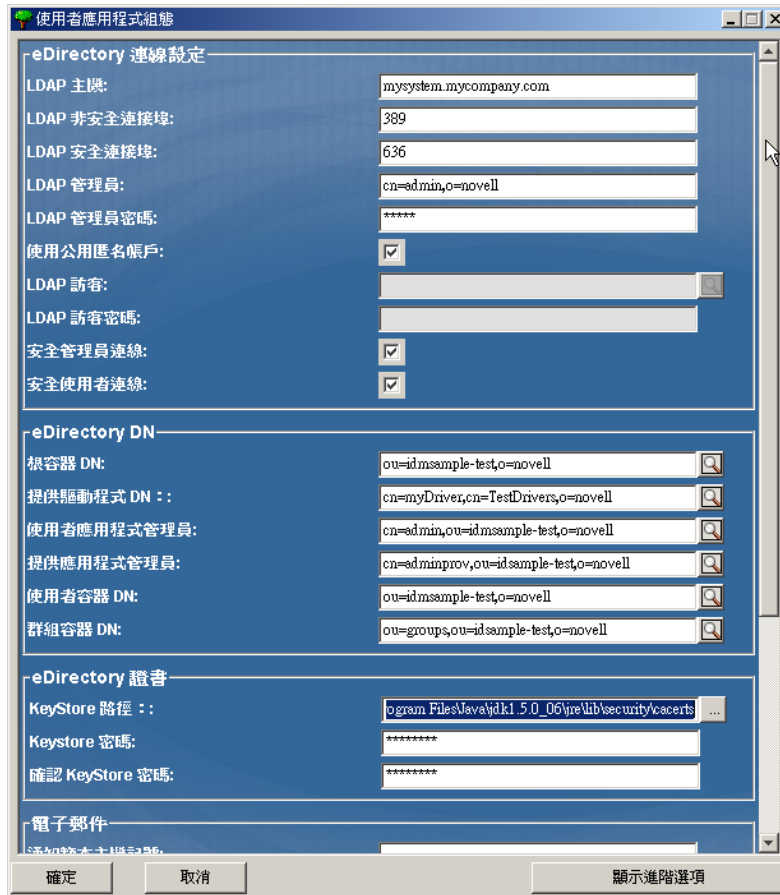 使用者應用程式組態
eDirectory 連線設定
LDAP 主機: mysystem.mycompany.com
LDAP 非安全連接埠: 389
LDAP 安全連接埠: 636
LDAP 管理員: cn=admin,o=novell
LDAP 管理員密碼: *****
使用公用匿名帳戶:
LDAP 訪客:
LDAP 訪客密碼:
安全管理員連線:
安全使用者連線:
eDirectory DN
根容器 DN: ou=idmsample-test,o=novell
提供驅動程式 DN:: cn=myDriver,cn=TestDrivers,o=novell
使用者應用程式管理員: cn=admin,ou=idmsample-test,o=novell
提供應用程式管理員: cn=adminprov,ou=idsample-test,o=novell
使用者容器 DN: ou=idmsample-test,o=novell
群組容器 DN: ou=groups,ou=idsample-test,o=novell
eDirectory 證書
KeyStore 路徑:: ogram Files\Java\jdk1.5.0_06\jre\lib\security\cacerts ...
Keystore 密碼: ********
確認 KeyStore 密碼: ********
電子郵件
通知範本主機記號:
確定 取消 顯示進階選項